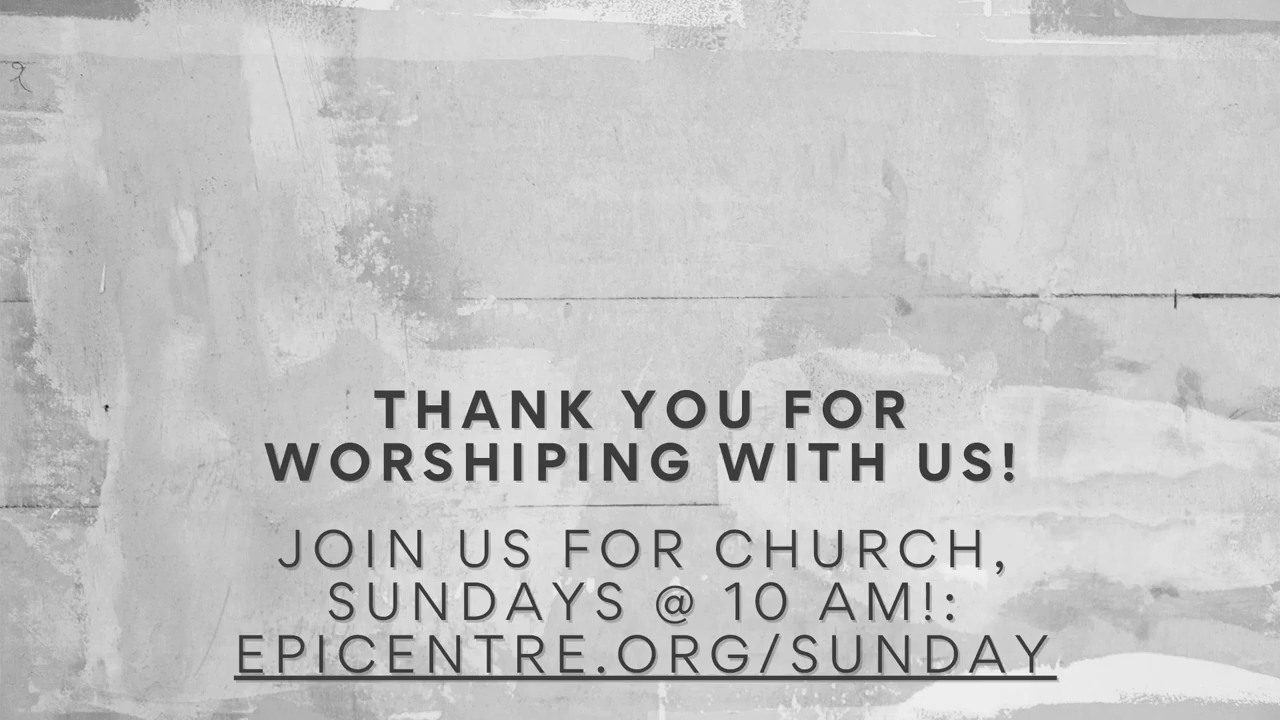 THANK YOU FOR
WORSHIPING WITH US!
JOIN US FOR CHURCH,
SUNDAYS @ 10 AM!:
EPICENTRE.ORG/SUNDAY